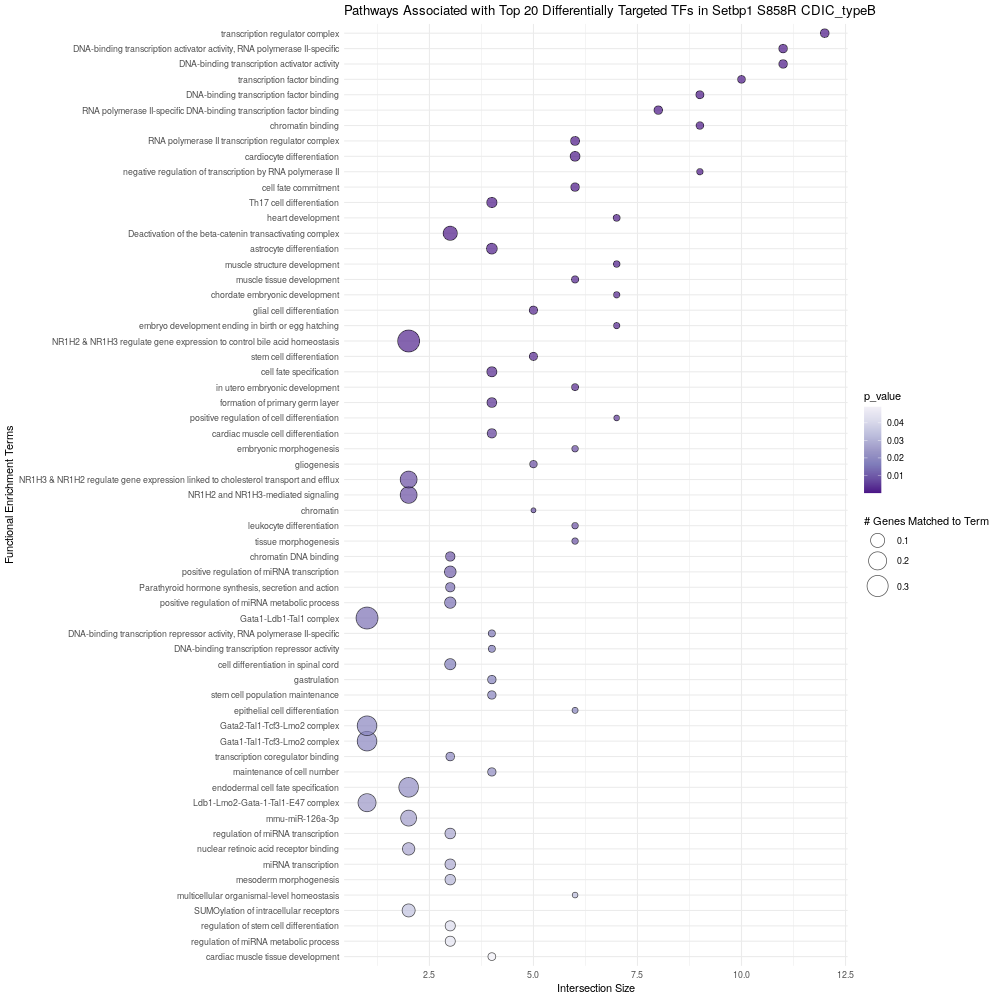 Pathways Associated with Top 20 Differentially Targeted TFs in Setbp1 S858R CDIC_typeB
Functional Enrichment Terms
transcription regulator complex
DNA-binding transcription activator activity, RNA polymerase II-specific
DNA-binding transcription activator activity
transcription factor binding
DNA-binding transcription factor binding
RNA polymerase II-specific DNA-binding transcription factor binding
chromatin binding
RNA polymerase II transcription regulator complex
cardiocyte differentiation
negative regulation of transcription by RNA polymerase II
cell fate commitment
Th17 cell differentiation
heart development
Deactivation of the beta-catenin transactivating complex
astrocyte differentiation
muscle structure development
muscle tissue development
chordate embryonic development
glial cell differentiation
embryo development ending in birth or egg hatching
NR1H2 & NR1H3 regulate gene expression to control bile acid homeostasis
stem cell differentiation
cell fate specification
in utero embryonic development
formation of primary germ layer
positive regulation of cell differentiation
cardiac muscle cell differentiation
embryonic morphogenesis
gliogenesis
NR1H3 & NR1H2 regulate gene expression linked to cholesterol transport and efflux
NR1H2 and NR1H3-mediated signaling
chromatin
leukocyte differentiation
tissue morphogenesis
chromatin DNA binding
positive regulation of miRNA transcription
Parathyroid hormone synthesis, secretion and action
positive regulation of miRNA metabolic process
Gata1-Ldb1-Tal1 complex
DNA-binding transcription repressor activity, RNA polymerase II-specific
DNA-binding transcription repressor activity
cell differentiation in spinal cord
gastrulation
stem cell population maintenance
epithelial cell differentiation
Gata2-Tal1-Tcf3-Lmo2 complex
Gata1-Tal1-Tcf3-Lmo2 complex
transcription coregulator binding
maintenance of cell number
endodermal cell fate specification
Ldb1-Lmo2-Gata-1-Tal1-E47 complex
mmu-miR-126a-3p
regulation of miRNA transcription
nuclear retinoic acid receptor binding
miRNA transcription
mesoderm morphogenesis
multicellular organismal-level homeostasis
SUMOylation of intracellular receptors
regulation of stem cell differentiation
regulation of miRNA metabolic process
cardiac muscle tissue development
2.5 5.0 7.5 10.0 12.5
Intersection Size
p_value
0.04
0.03
0.02
0.01
# Genes Matched to Term
0.1
0.2
0.3